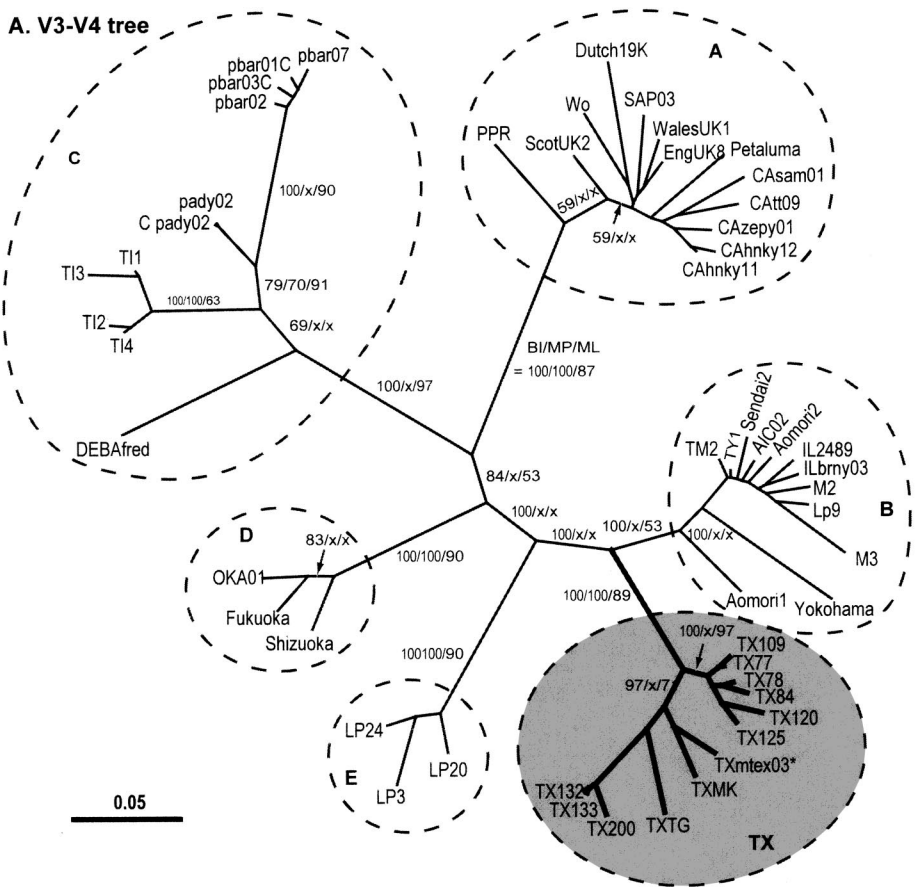 A. V3-V4 tree
pbar07
pbar01C
pbar03C
pbar02
C
100/x/90
pady02
C pady02
79/70/91
TI1
TI3
100/100/63
TI2
TI4
69/x/x
100/x/97
DEBAfred
A
Dutch19K
Wo
SAP03
PPR
ScotUK2
WalesUK1
EngUK8
Petaluma
CAsam01
CAtt09
CAzepy01
CAhnky12
CAhnky11
59/x/x
59/x/x
BI/MP/ML
= 100/100/87
84/x/53
100/x/x
100/x/x
100/x/53
100/x/x
TM2
TY1
Sendai2
AIC02
Aomori2
IL2489
ILbrny03
M2
Lp9
B
M3
Aomori1
Yokohama
D
83/x/x
OKA01
Fukuoka
Shizuoka
100/100/90
100/100/89
100100/90
LP24
LP20
E
LP3
100/x/97
97/x/7
TX109
TX77
TX78
TX84
TX120
TX125
TXmtex03*
TXMK
TX132
TX133
TX200
TXTG
TX
0.05